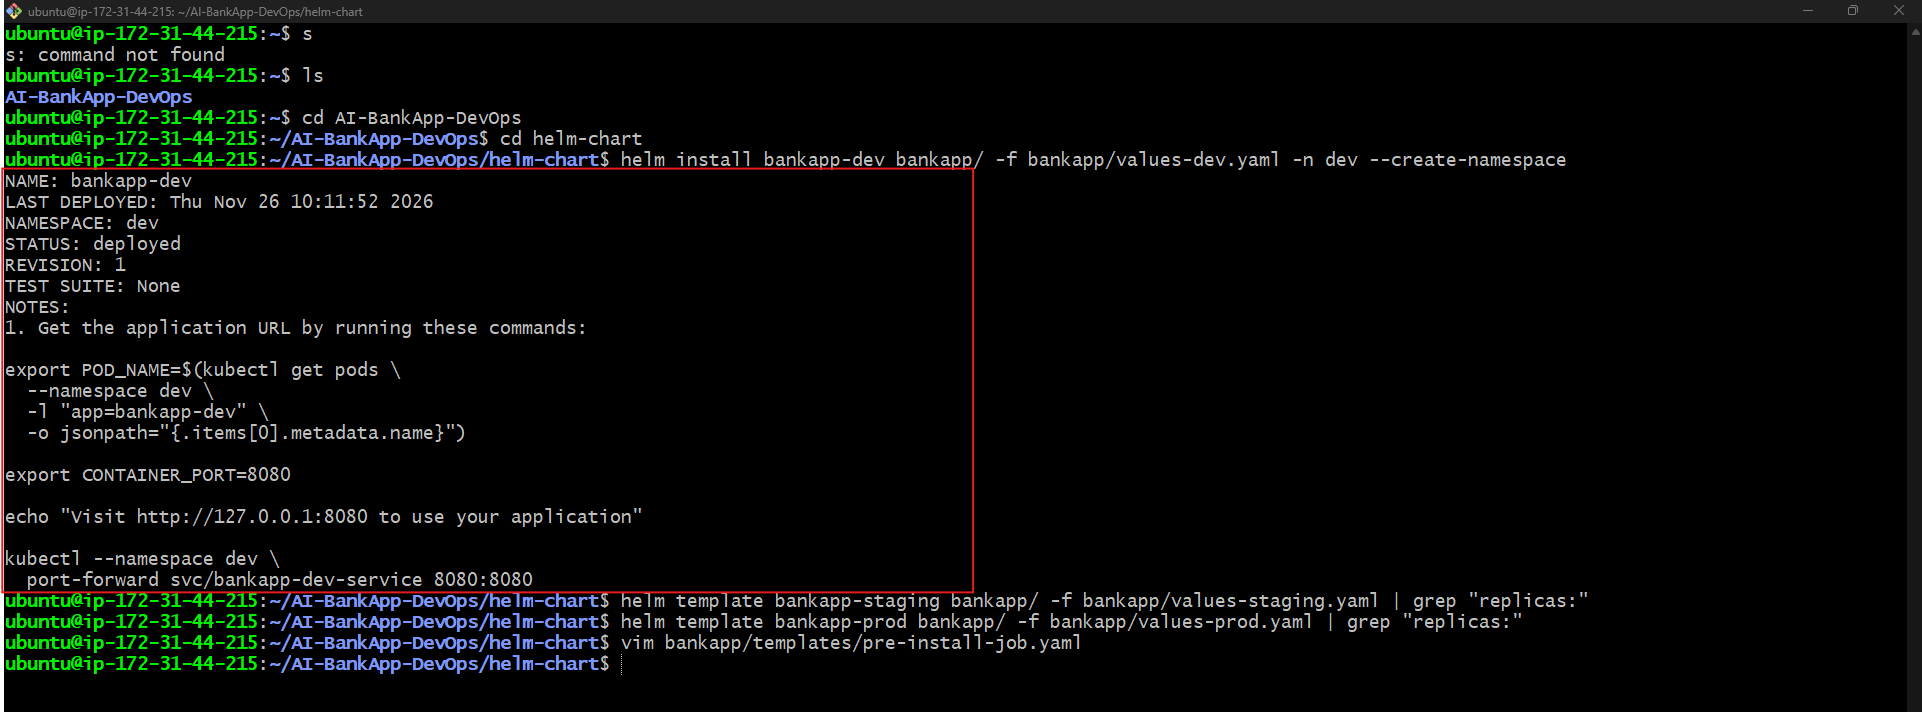 ubuntu@ip-172-31-44-215: ~/AI-BankApp-DevOps/helm-chart
ubuntu@ip-172-31-44-215:~$ s
s: command not found
ubuntu@ip-172-31-44-215:~$ ls
AI-BankApp-DevOps
ubuntu@ip-172-31-44-215:~$ cd AI-BankApp-DevOps
ubuntu@ip-172-31-44-215:~/AI-BankApp-DevOps$ cd helm-chart
ubuntu@ip-172-31-44-215:~/AI-BankApp-DevOps/helm-chart$ helm install bankapp-dev bankapp/ -f bankapp/values-dev.yaml -n dev --create-namespace
NAME: bankapp-dev
LAST DEPLOYED: Thu Nov 26 10:11:52 2026
NAMESPACE: dev
STATUS: deployed
REVISION: 1
TEST SUITE: None
NOTES:
1. Get the application URL by running these commands:

export POD_NAME=$(kubectl get pods \
  --namespace dev \
  -l "app=bankapp-dev" \
  -o jsonpath="{.items[0].metadata.name}")

export CONTAINER_PORT=8080

echo "Visit http://127.0.0.1:8080 to use your application"

kubectl --namespace dev \
  port-forward svc/bankapp-dev-service 8080:8080
ubuntu@ip-172-31-44-215:~/AI-BankApp-DevOps/helm-chart$ helm template bankapp-staging bankapp/ -f bankapp/values-staging.yaml | grep "replicas:"
ubuntu@ip-172-31-44-215:~/AI-BankApp-DevOps/helm-chart$ helm template bankapp-prod bankapp/ -f bankapp/values-prod.yaml | grep "replicas:"
ubuntu@ip-172-31-44-215:~/AI-BankApp-DevOps/helm-chart$ vim bankapp/templates/pre-install-job.yaml
ubuntu@ip-172-31-44-215:~/AI-BankApp-DevOps/helm-chart$